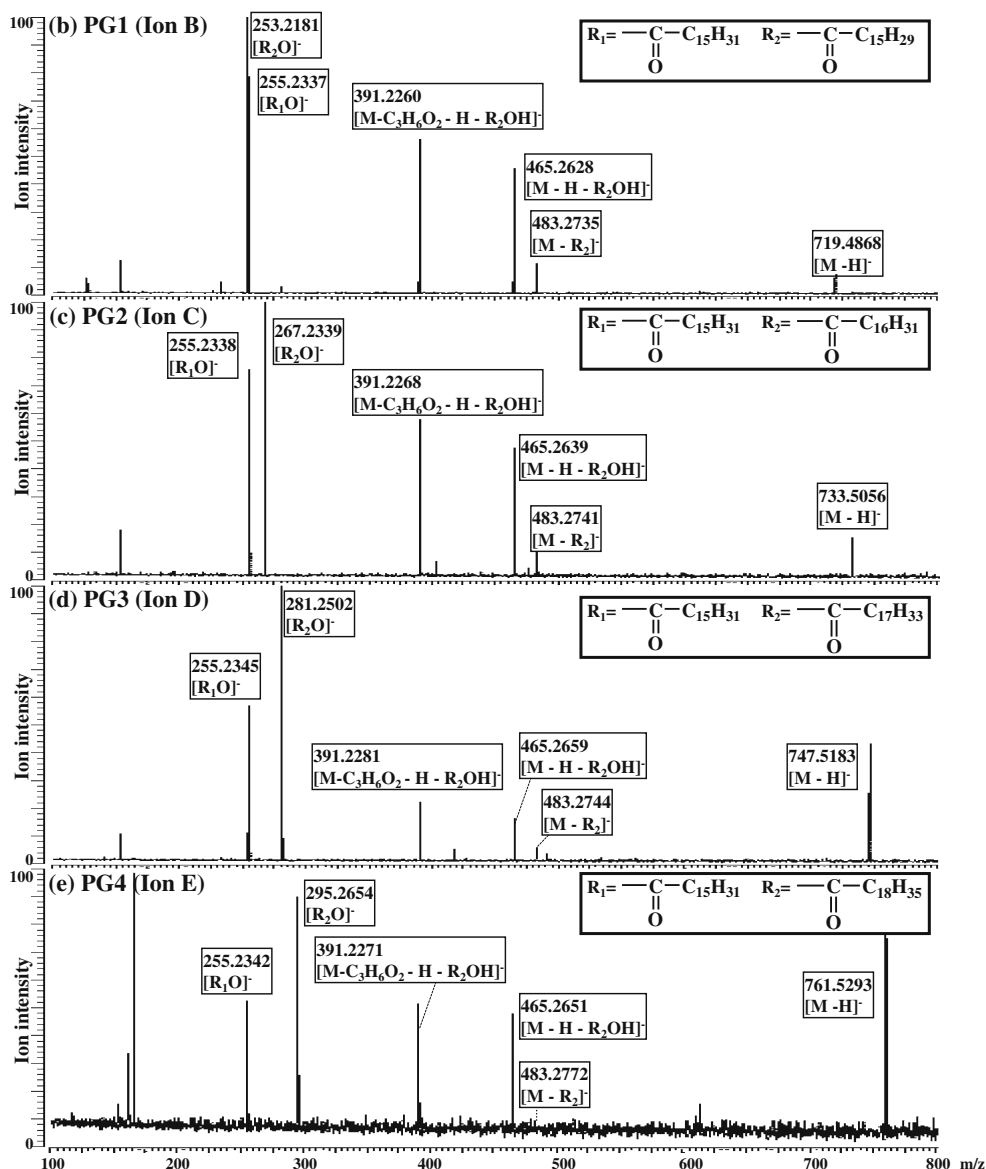 100
(b) PG1 (Ion B)
253.2181
[R₂O]⁻
255.2337
[R₁O]⁻
391.2260
[M-C₃H₆O₂ - H - R₂OH]⁻
465.2628
[M - H - R₂OH]⁻
483.2735
[M - R₂]⁻
719.4868
[M -H]⁻
R₁= C C₁₅H₃₁ R₂= C C₁₅H₂₉
O O
Ion intensity
0
100
(c) PG2 (Ion C)
255.2338
[R₁O]⁻
267.2339
[R₂O]⁻
391.2268
[M-C₃H₆O₂ - H - R₂OH]⁻
465.2639
[M - H - R₂OH]⁻
483.2741
[M - R₂]⁻
733.5056
[M - H]⁻
R₁= C C₁₅H₃₁ R₂= C C₁₆H₃₁
O O
Ion intensity
0
100
(d) PG3 (Ion D)
281.2502
[R₂O]⁻
255.2345
[R₁O]⁻
391.2281
[M-C₃H₆O₂ - H - R₂OH]⁻
465.2659
[M - H - R₂OH]⁻
483.2744
[M - R₂]⁻
747.5183
[M - H]⁻
R₁= C C₁₅H₃₁ R₂= C C₁₇H₃₃
O O
Ion intensity
0
100
(e) PG4 (Ion E)
295.2654
[R₂O]⁻
255.2342
[R₁O]⁻
391.2271
[M-C₃H₆O₂ - H - R₂OH]⁻
465.2651
[M - H - R₂OH]⁻
483.2772
[M - R₂]⁻
761.5293
[M -H]⁻
R₁= C C₁₅H₃₁ R₂= C C₁₈H₃₅
O O
Ion intensity
0
100 200 300 400 500 600 700 800 m/z